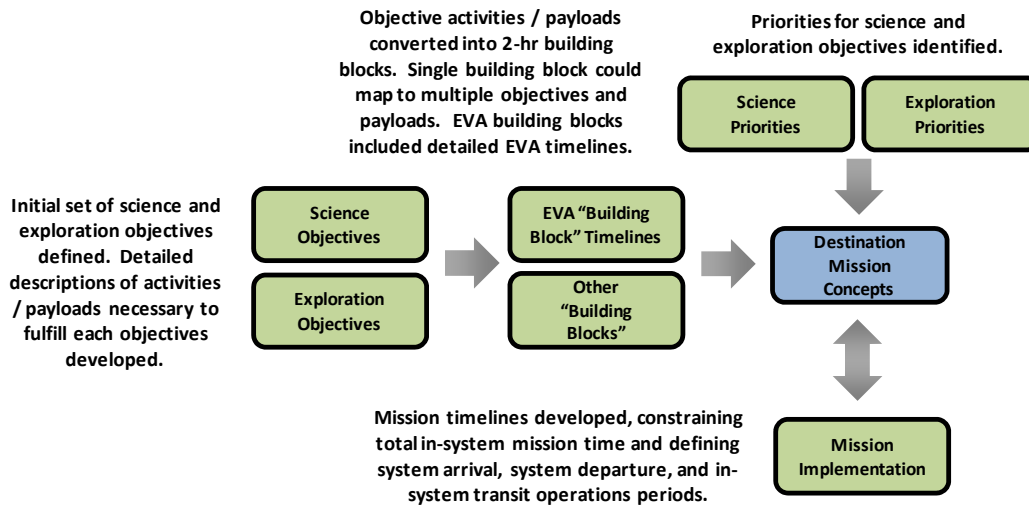 Objective activities / payloads
converted into 2-hr building
blocks. Single building block could
map to multiple objectives and
payloads. EVA building blocks
included detailed EVA timelines.
Priorities for science and
exploration objectives identified.
Science
Priorities
Exploration
Priorities
Initial set of science and
exploration objectives
defined. Detailed
descriptions of activities
/ payloads necessary to
fulfill each objectives
developed.
Science
Objectives
Exploration
Objectives
EVA “Building
Block” Timelines
Other
“Building
Blocks”
Destination
Mission
Concepts
Mission timelines developed, constraining
total in-system mission time and defining
system arrival, system departure, and in-
system transit operations periods.
Mission
Implementation